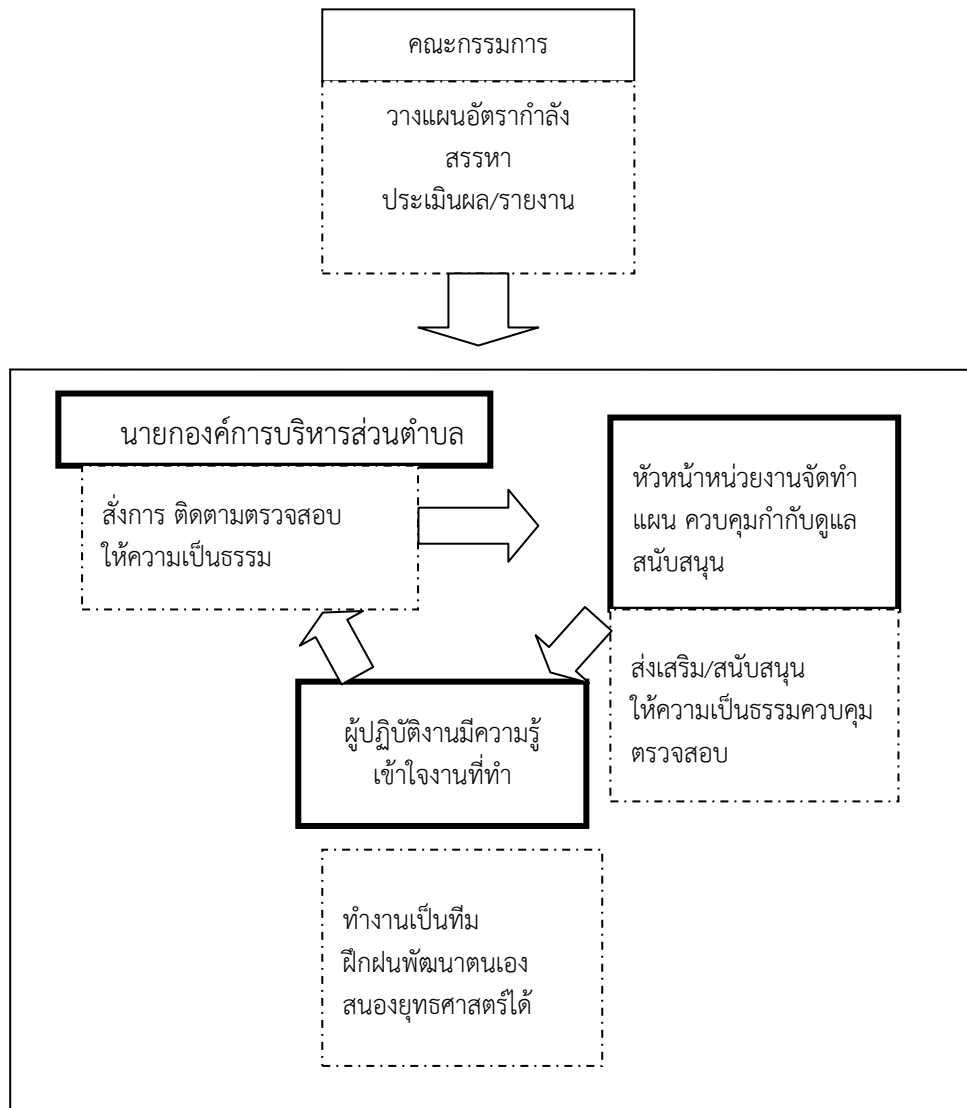 คณะกรรมการ
วางแผนอัตรากำลัง
สรรหา
ประเมินผล/รายงาน
นายกองค์การบริหารส่วนตำบล
สั่งการ ติดตามตรวจสอบ
ให้ความเป็นธรรม
หัวหน้าหน่วยงานจัดทำ
แผน ควบคุมกำกับดูแล
สนับสนุน
ส่งเสริม/สนับสนุน
ให้ความเป็นธรรมควบคุม
ตรวจสอบ
ผู้ปฏิบัติงานมีความรู้
เข้าใจงานที่ทำ
ทำงานเป็นทีม
ฝึกฝนพัฒนาตนเอง
สนองยุทธศาสตร์ได้